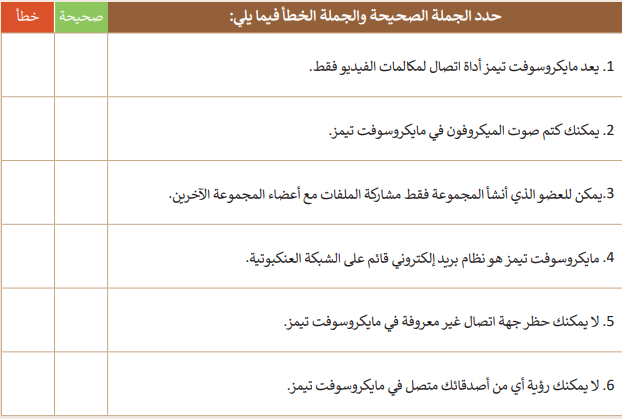 حدد الجملة الصحيحة والجملة الخطأ فيما يلي: صحيحة خطأ
1. يعد مايكروسوفت تيمز أداة اتصال لمكالمات الفيديو فقط.
2. يمكنك كتم صوت الميكروفون في مايكروسوفت تيمز.
3.يمكن للعضو الذي أنشأ المجموعة فقط مشاركة الملفات مع أعضاء المجموعة الآخرين.
4. مايكروسوفت تيمز هو نظام بريد إلكتروني قائم على الشبكة العنكبوتية.
5. لا يمكنك حظر جهة اتصال غير معروفة في مايكروسوفت تيمز.
6. لا يمكنك رؤية أي من أصدقائك متصل في مايكروسوفت تيمز.